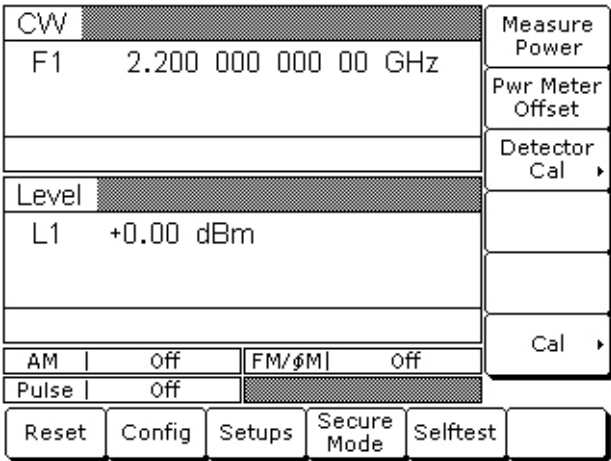 CW
F1 2.200 000 000 00 GHz
Level
L1 +0.00 dBm
AM | Off
FM/ϕM| Off
Pulse | Off
Measure
Power
Pwr Meter
Offset
Detector
Cal
Cal
Reset
Config
Setups
Secure
Mode
Selftest